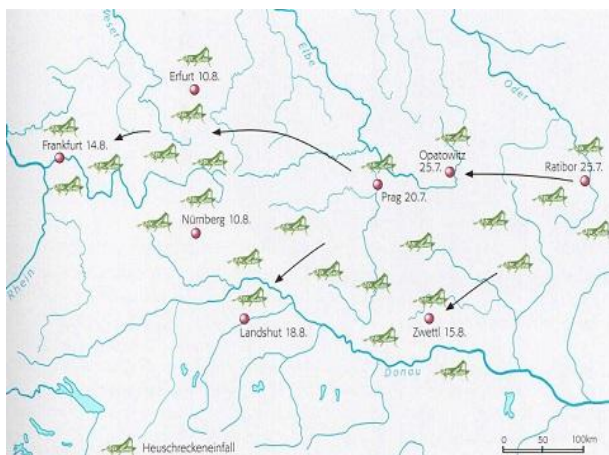 Weser
Elbe
Oder
Erfurt 10.8.
Frankfurt 14.8.
Opatowitz
25.7.
Ratibor 25.7.
Prag 20.7.
Nürnberg 10.8.
Rhein
Landshut 18.8.
Zwettl 15.8.
Donau
Heuschreckeneinfall
0 50 100km